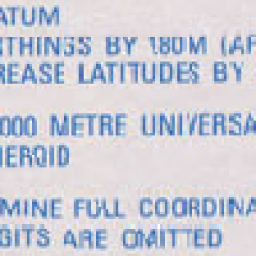 ATUM
THINGS BY 180M (AP
REASE LATITUDES BY
000 METRE UNIVERSA
HEROID
MINE FULL COORDINA
GITS ARE OMITTED